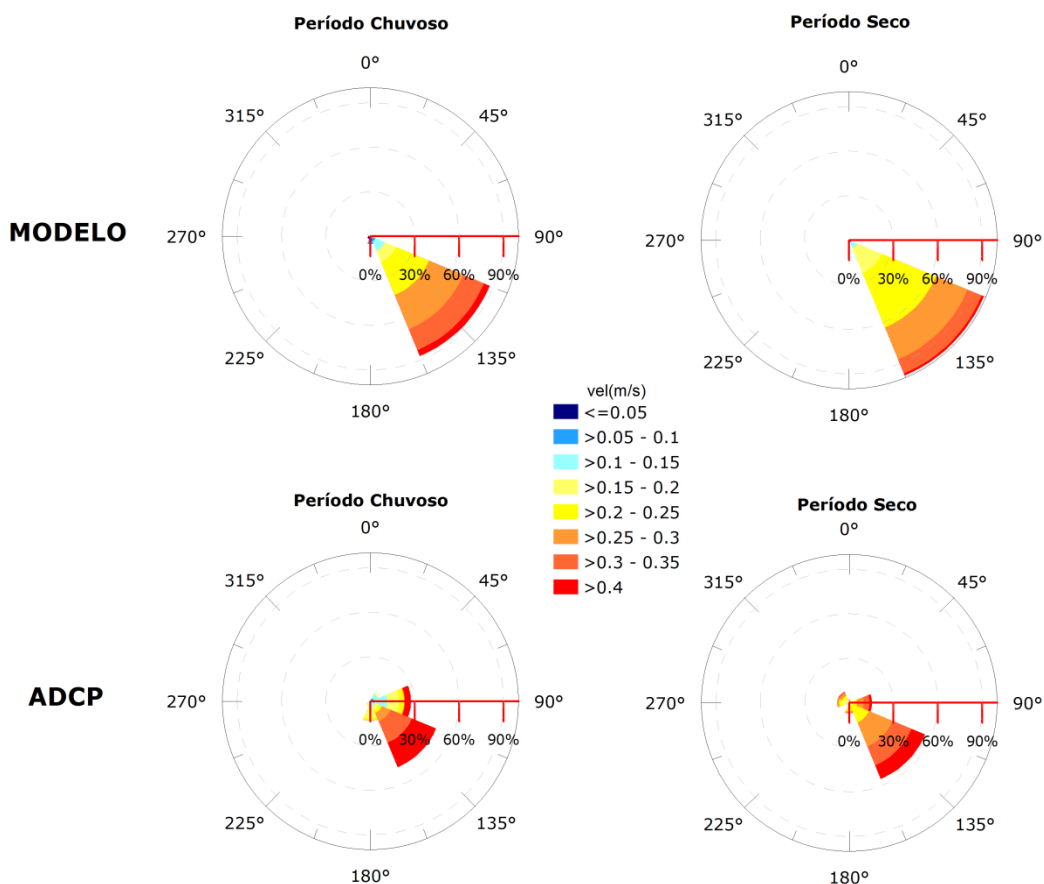 Período Chuvoso
0°
315°
45°
MODELO
270°
90°
0% 30% 60% 90%
225°
135°
180°
Período Seco
0°
315°
45°
270°
90°
0% 30% 60% 90%
225°
135°
180°
vel(m/s)
<=0.05
>0.05 - 0.1
>0.1 - 0.15
>0.15 - 0.2
>0.2 - 0.25
>0.25 - 0.3
>0.3 - 0.35
>0.4
Período Chuvoso
0°
315°
45°
ADCP
270°
90°
0% 30% 60% 90%
225°
135°
180°
Período Seco
0°
315°
45°
270°
90°
0% 30% 60% 90%
225°
135°
180°